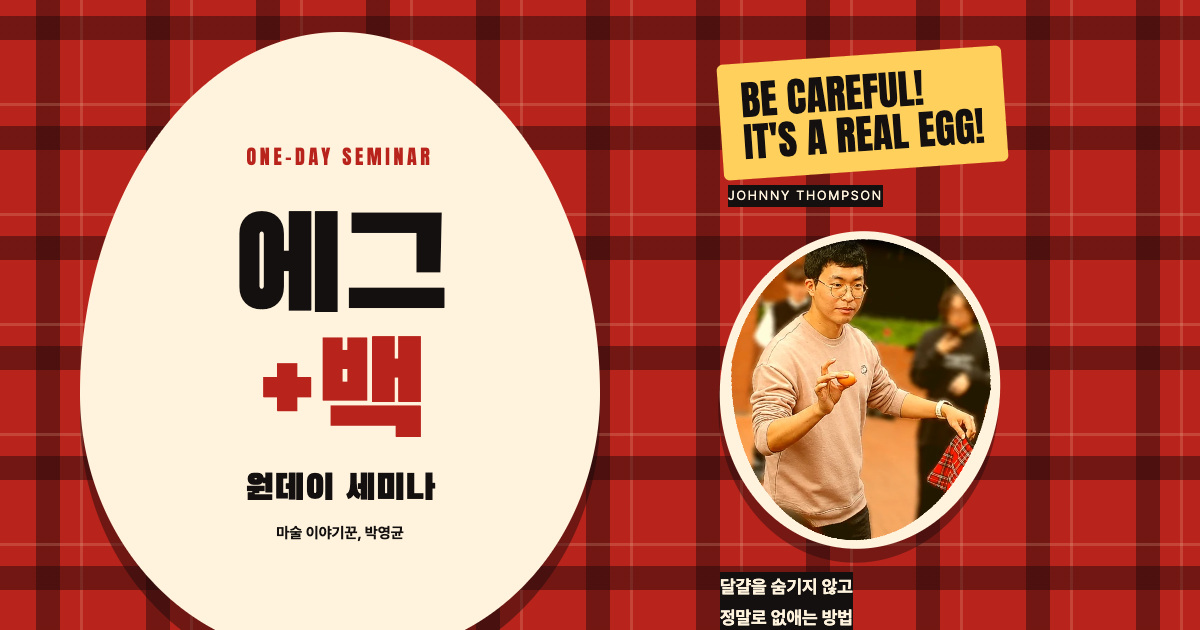 ONE-DAY SEMINAR
에그
+백
원데이 세미나
마술 이야기꾼, 박영균
BE CAREFUL!
IT'S A REAL EGG!
JOHNNY THOMPSON
달걀을 숨기지 않고
정말로 없애는 방법